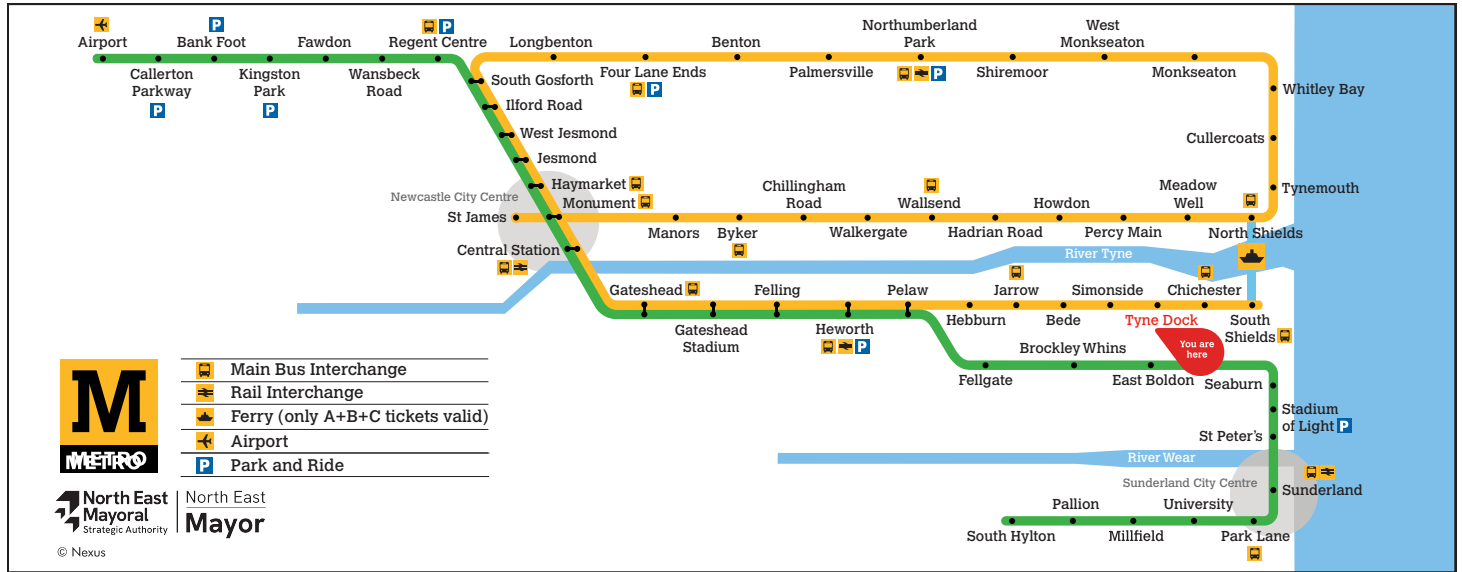 Airport
Bank Foot
Fawdon
Regent Centre
P
P
Callerton
Parkway
P
Kingston
Park
P
Wansbeck
Road
Longbenton
Benton
Northumberland
Park
P
West
Monkseaton
South Gosforth
Four Lane Ends
P
Palmersville
Shiremoor
Monkseaton
Ilford Road
West Jesmond
Jesmond
Haymarket
Monument
Newcastle City Centre
St James
Central Station
Whitley Bay
Cullercoats
Tynemouth
Manors
Byker
Chillingham
Road
Walkergate
Wallsend
Hadrian Road
Howdon
Percy Main
Meadow
Well
North Shields
River Tyne
Gateshead
Gateshead
Stadium
Felling
Heworth
P
Pelaw
Hebburn
Jarrow
Bede
Simonside
Tyne Dock
Chichester
South
Shields
You are
here
Fellgate
Brockley Whins
East Boldon
Seaburn
Stadium
of Light P
St Peter's
River Wear
Sunderland City Centre
Sunderland
South Hylton
Pallion
Millfield
University
Park Lane
M
METRO
Main Bus Interchange
Rail Interchange
Ferry (only A+B+C tickets valid)
Airport
P Park and Ride
North East
Mayoral
Strategic Authority
North East
Mayor
© Nexus